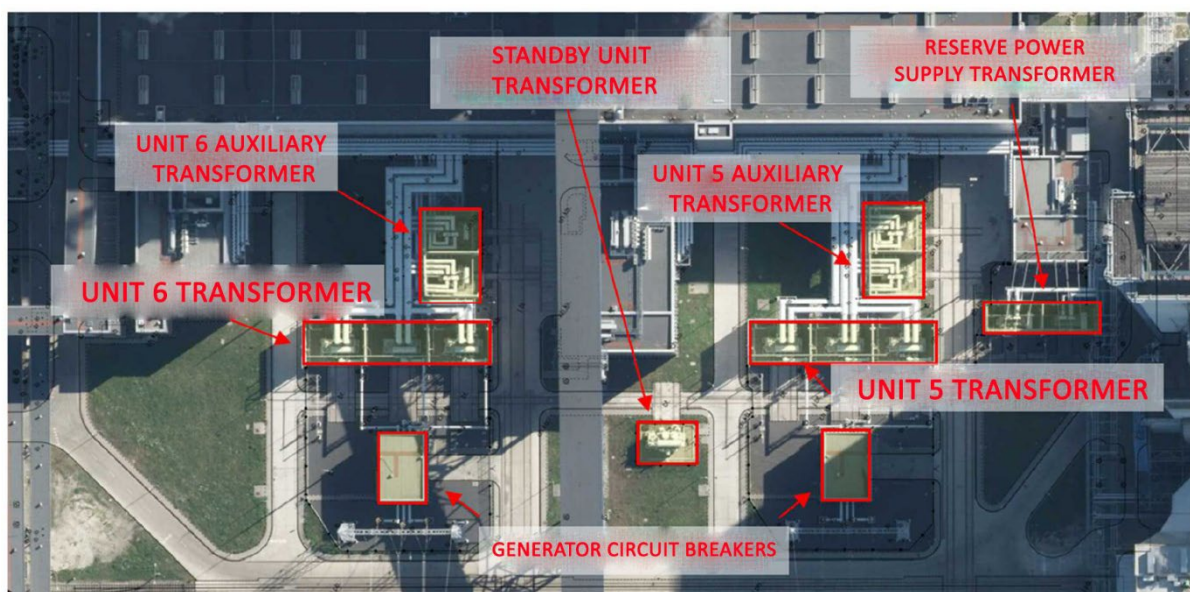 STANDBY UNIT
TRANSFORMER
RESERVE POWER
SUPPLY TRANSFORMER
UNIT 6 AUXILIARY
TRANSFORMER
UNIT 5 AUXILIARY
TRANSFORMER
UNIT 6 TRANSFORMER
UNIT 5 TRANSFORMER
GENERATOR CIRCUIT BREAKERS